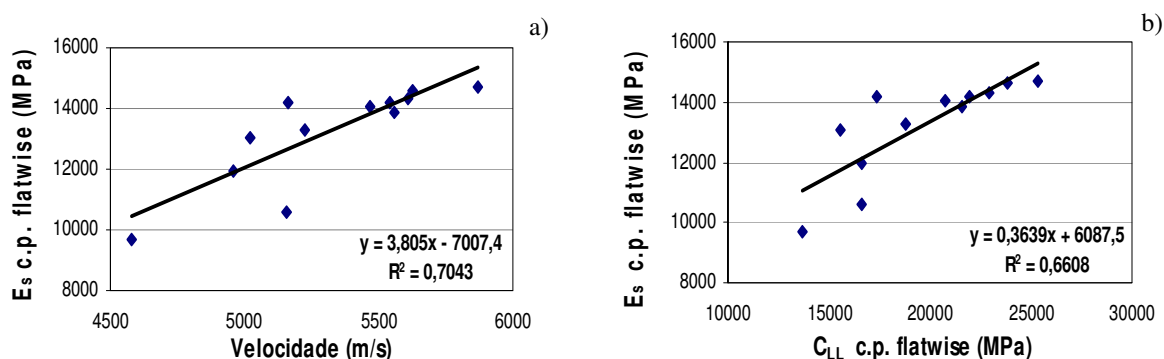 a)
16000
14000
12000
10000
8000
Es c.p. flatwise (MPa)
y = 3,805x - 7007,4
R² = 0,7043
4500 5000 5500 6000
Velocidade (m/s)
b)
16000
14000
12000
10000
8000
Es c.p. flatwise (MPa)
y = 0,3639x + 6087,5
R² = 0,6608
10000 15000 20000 25000 30000
CLL c.p. flatwise (MPa)